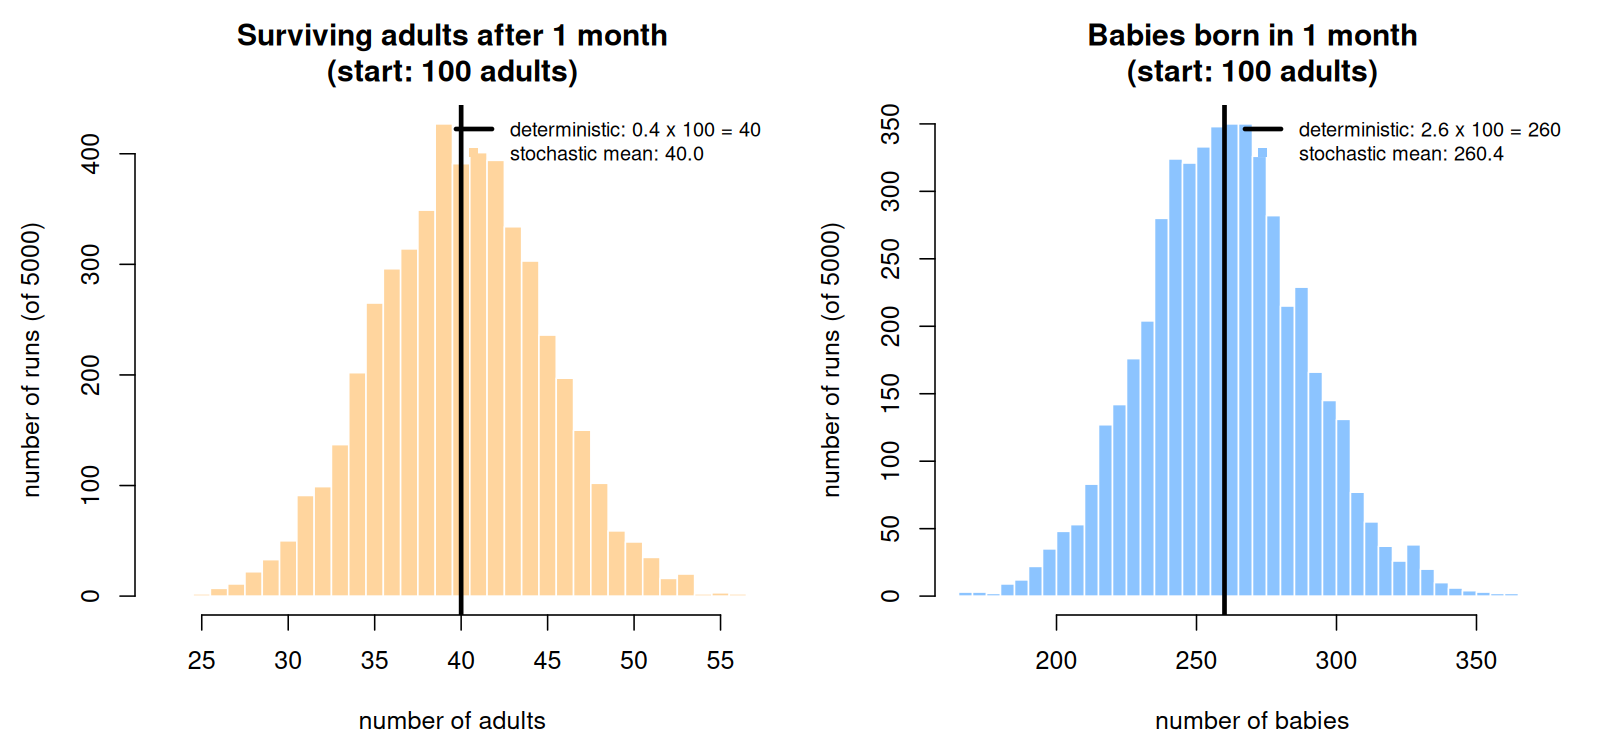 Surviving adults after 1 month
(start: 100 adults)
deterministic: 0.4 x 100 = 40
stochastic mean: 40.0
number of runs (of 5000)
400
300
200
100
0
25 30 35 40 45 50 55
number of adults
Babies born in 1 month
(start: 100 adults)
deterministic: 2.6 x 100 = 260
stochastic mean: 260.4
number of runs (of 5000)
350
300
250
200
150
100
50
0
200 250 300 350
number of babies